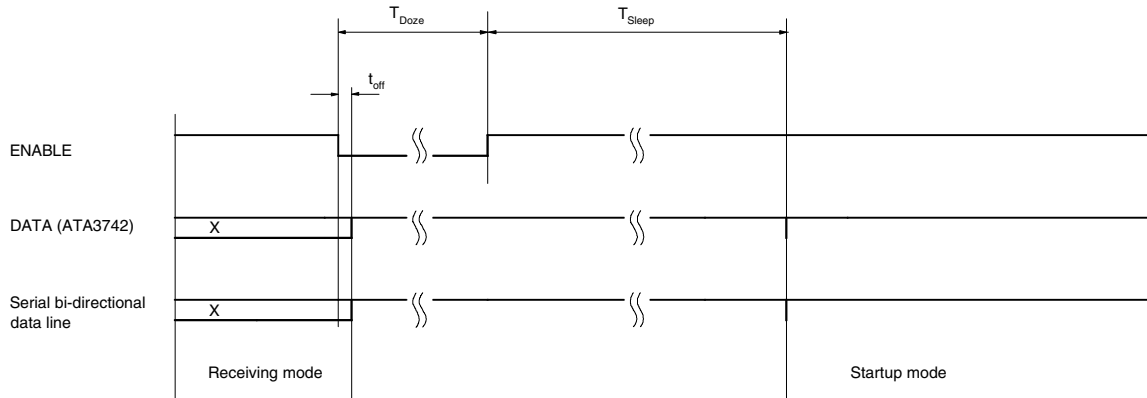 T_Doze T_Sleep
t_off
ENABLE
DATA (ATA3742) X
Serial bi-directional X
data line
Receiving mode Startup mode